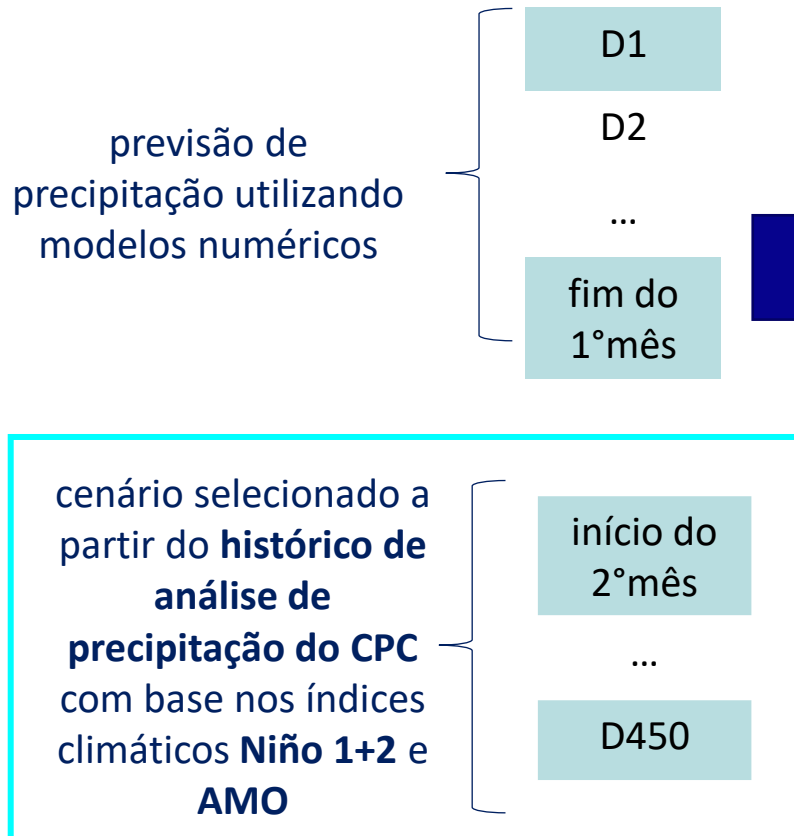 previsão de
precipitação utilizando
modelos numéricos
D1
D2
...
fim do
1°mês
cenário selecionado a
partir do histórico de
análise de
precipitação do CPC
com base nos índices
climáticos Niño 1+2 e
AMO
início do
2°mês
...
D450